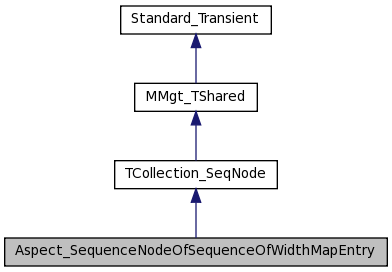 Standard_Transient
MMgt_TShared
TCollection_SeqNode
Aspect_SequenceNodeOfSequenceOfWidthMapEntry